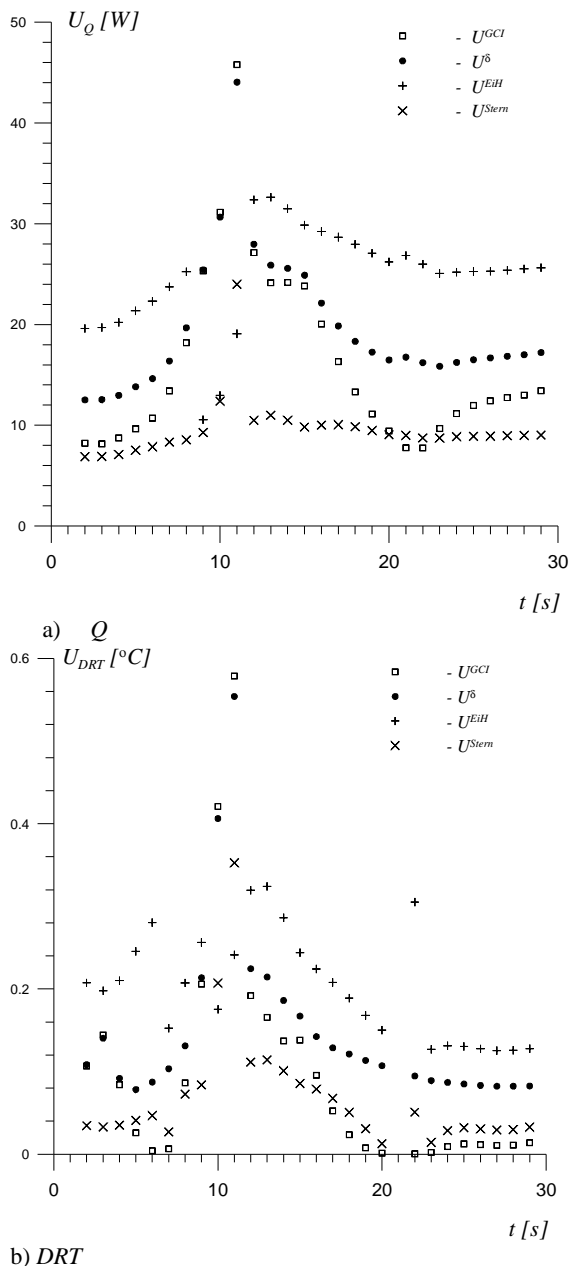 U_Q [W]
50
40
30
20
10
0
- U^GCI
- U^δ
- U^EiH
- U^Stern
0 10 20 30
t [s]
a) Q
U_DRT [°C]
0.6
0.4
0.2
0
- U^GCI
- U^δ
- U^EiH
- U^Stern
0 10 20 30
t [s]
b) DRT